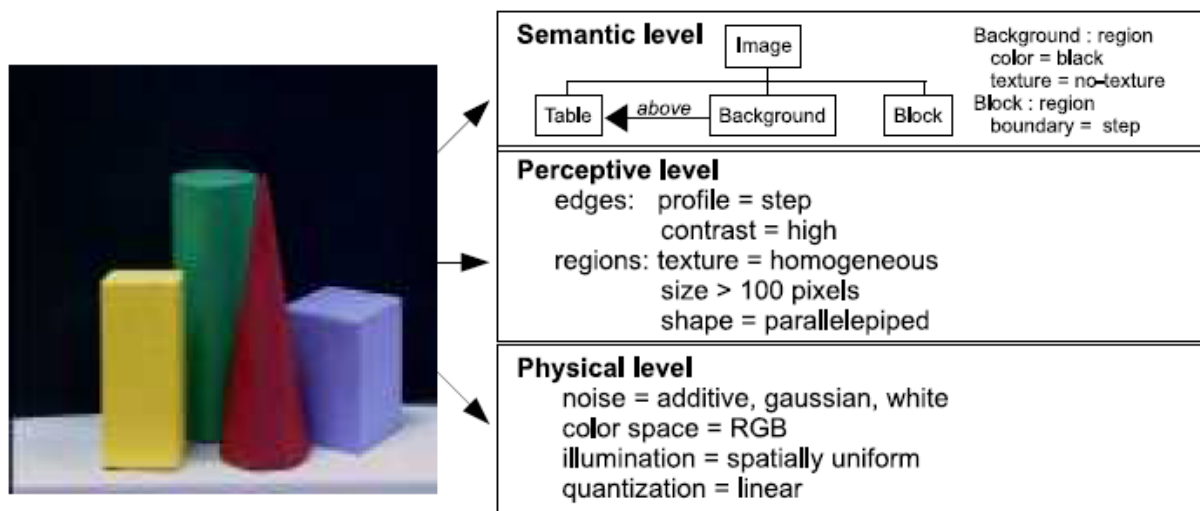 Semantic level
Image
Table
above
Background
Block
Background : region
color = black
texture = no-texture
Block : region
boundary = step
Perceptive level
edges: profile = step
contrast = high
regions: texture = homogeneous
size > 100 pixels
shape = parallelepiped
Physical level
noise = additive, gaussian, white
color space = RGB
illumination = spatially uniform
quantization = linear